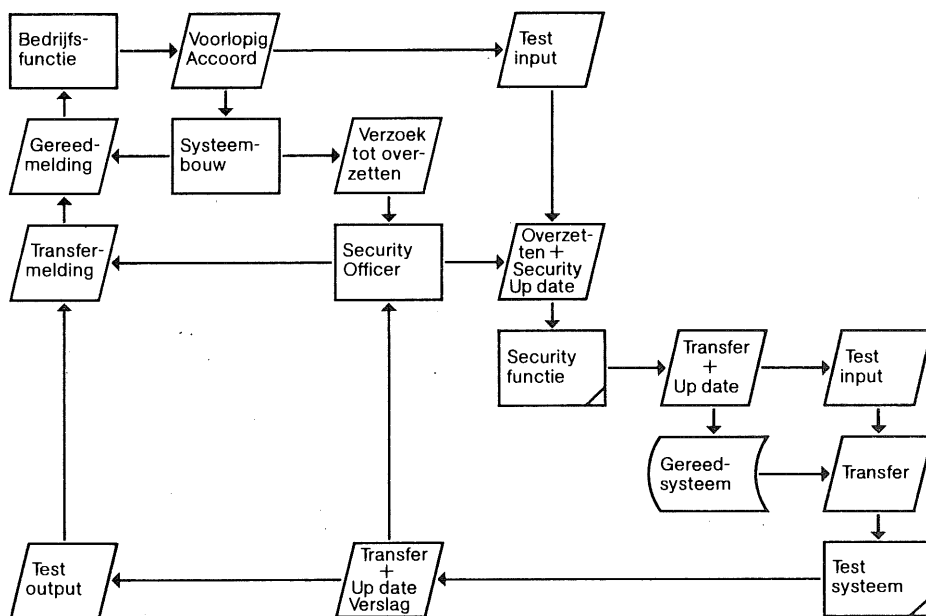 Bedrijfs-
functie
Voorlopig
Accoord
Test
input
Gereed-
melding
Systeem-
bouw
Verzoek
tot over-
zetten
Transfer-
melding
Security
Officer
Overzet-
ten +
Security
Up date
Security
functie
Transfer
+
Up date
Test
input
Gereed-
systeem
Transfer
Test
output
Transfer
+
Up date
Verslag
Test
systeem